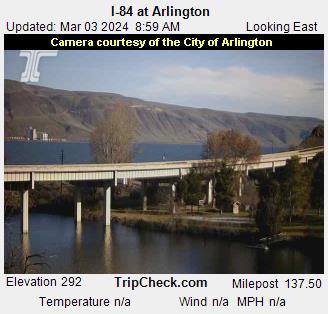 I-84 at Arlington
Updated: Mar 03 2024 8:59 AM Looking East
Camera courtesy of the City of Arlington
Elevation 292 TripCheck.com Milepost 137.50
Temperature n/a Wind n/a MPH n/a